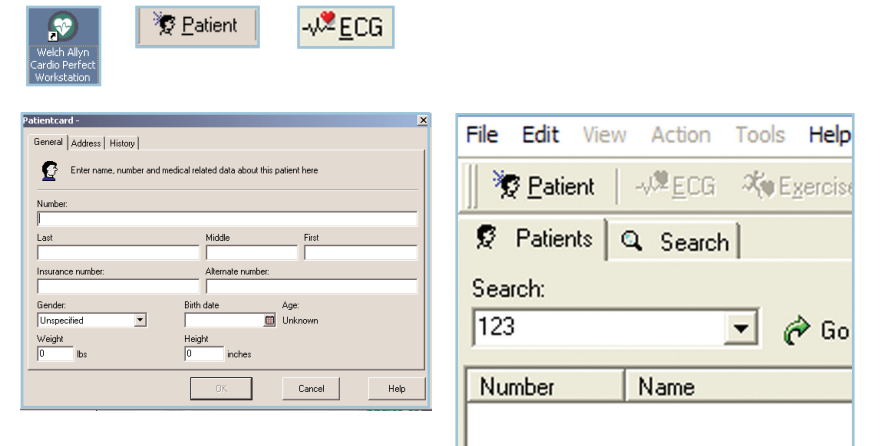 Welch Allyn
Cardio Perfect
Workstation
Patient
ECG
Patientcard -
General Address History
Enter name, number and medical related data about this patient here
Number:
Last Middle First
Insurance number: Alternate number:
Gender: Birth date Age:
Unspecified Unknown
Weight Height
0 lbs 0 inches
OK Cancel Help
File Edit View Action Tools Help
Patient ECG Exercise
Patients Search
Search:
123 Go
Number Name